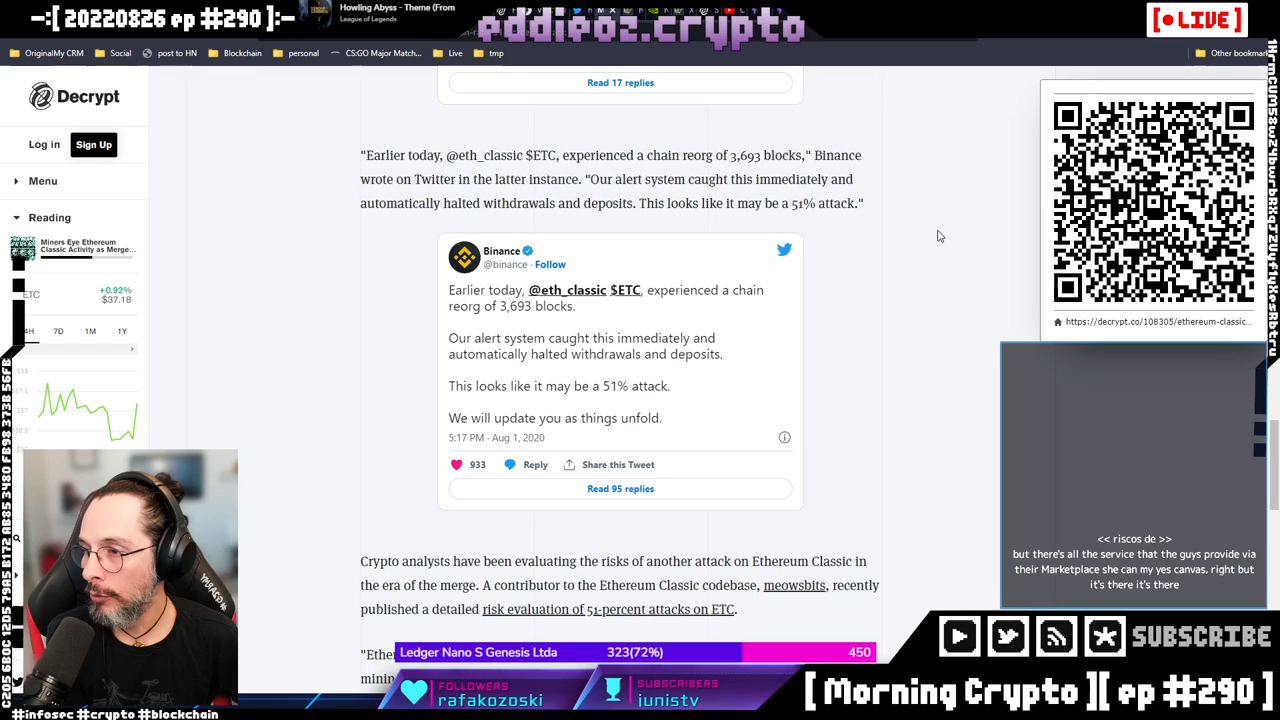 -:[ 20220826 ep #290 ]:-
Howling Abyss - Theme (From
League of Legends
eddieoz.crypto
[● LIVE]
OriginalMy CRM
Social
post to HN
Blockchain
personal
CS:GO Major Match...
Live
tmp
Other bookmar
Decrypt
Log in
Sign Up
Menu
Reading
Miners Eye Ethereum
Classic Activity as Merge...
ETC
+0.92%
$37.18
7D
1M
1Y
Read 17 replies
"Earlier today, @eth_classic $ETC, experienced a chain reorg of 3,693 blocks," Binance
wrote on Twitter in the latter instance. "Our alert system caught this immediately and
automatically halted withdrawals and deposits. This looks like it may be a 51% attack."
Binance
@binance · Follow
Earlier today, @eth_classic $ETC, experienced a chain
reorg of 3,693 blocks.
Our alert system caught this immediately and
automatically halted withdrawals and deposits.
This looks like it may be a 51% attack.
We will update you as things unfold.
5:17 PM · Aug 1, 2020
933
Reply
Share this Tweet
Read 95 replies
Crypto analysts have been evaluating the risks of another attack on Ethereum Classic in
the era of the merge. A contributor to the Ethereum Classic codebase, meowsbits, recently
published a detailed risk evaluation of 51-percent attacks on ETC.
https://decrypt.co/108305/ethereum-classic...
<< riscos de >>
but there's all the service that the guys provide via
their Marketplace she can my yes canvas, right but
it's there it's there
Ledger Nano S Genesis Ltda
323(72%)
450
FOLLOWERS
rafakozoski
SUBSCRIBERS
iunistv
SUBSCRIBE
[ Morning Crypto ][ ep #290 ]
#infosec #crypto #blockchain